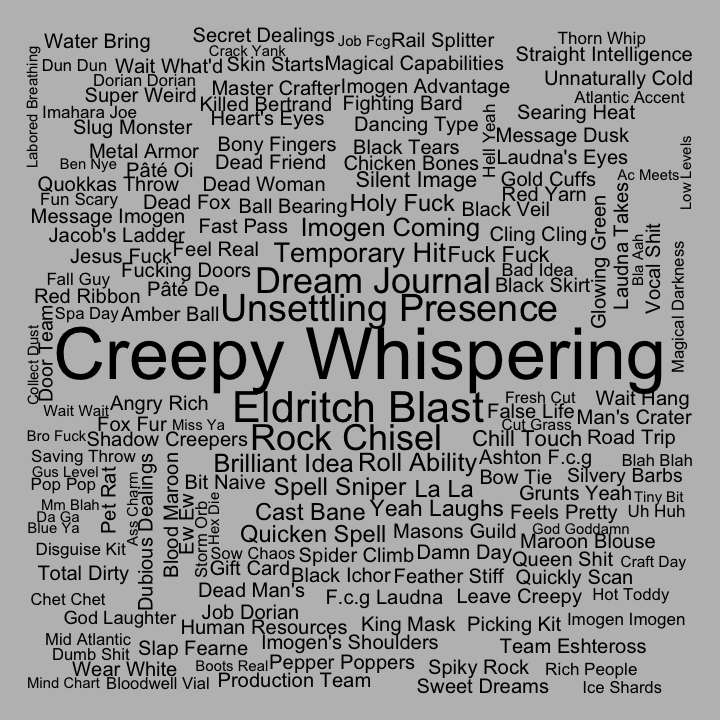 Water Bring
Secret Dealings
Crack Yank
Job Fcg
Rail Splitter
Thorn Whip
Straight Intelligence
Dun Dun
Wait What'd
Skin Starts
Magical Capabilities
Unnaturally Cold
Labored Breathing
Dorian Dorian
Super Weird
Master Crafter
Imogen Advantage
Atlantic Accent
Imahara Joe
Killed Bertrand
Fighting Bard
Searing Heat
Slug Monster
Heart's Eyes
Dancing Type
Hell Yeah
Message Dusk
Metal Armor
Bony Fingers
Black Tears
Laudna's Eyes
Ben Nye
Pâté Oi
Dead Friend
Chicken Bones
Gold Cuffs
Ac Meets
Low Levels
Quokkas Throw
Dead Woman
Silent Image
Red Yarn
Fun Scary
Dead Fox
Ball Bearing
Holy Fuck
Black Veil
Message Imogen
Fast Pass
Imogen Coming
Cling Cling
Glowing Green
Laudna Takes
Bla Aah
Vocal Shit
Magical Darkness
Jacob's Ladder
Jesus Fuck
Feel Real
Temporary Hit
Fuck Fuck
Fall Guy
Fucking Doors
Dream Journal
Bad Idea
Black Skirt
Red Ribbon
Pâté De
Unsettling Presence
Spa Day
Amber Ball
Collect Dust
Door Team
Creepy Whispering
Wait Wait
Angry Rich
Eldritch Blast
Fresh Cut
False Life
Wait Hang
Man's Crater
Fox Fur
Miss Ya
Cut Grass
Bro Fuck
Shadow Creepers
Rock Chisel
Chill Touch
Road Trip
Saving Throw
Brilliant Idea
Roll Ability
Ashton F.c.g
Blah Blah
Gus Level
Pop Pop
Pet Rat
Ass Charm
Dubious Dealings
Blood Maroon
Ew Ew
Storm Orb
Hex Die
Bit Naive
Spell Sniper
La La
Bow Tie
Silvery Barbs
Grunts Yeah
Tiny Bit
Mm Blah
Da Ga
Blue Ya
Cast Bane
Yeah Laughs
Feels Pretty
Uh Huh
Quicken Spell
Masons Guild
God Goddamn
Maroon Blouse
Disguise Kit
Sow Chaos
Spider Climb
Damn Day
Queen Shit
Craft Day
Total Dirty
Gift Card
Black Ichor
Feather Stiff
Quickly Scan
Chet Chet
Dead Man's
F.c.g Laudna
Leave Creepy
Hot Toddy
God Laughter
Job Dorian
Human Resources
King Mask
Picking Kit
Imogen Imogen
Mid Atlantic
Dumb Shit
Slap Fearne
Imogen's Shoulders
Team Eshteross
Wear White
Boots Real
Pepper Poppers
Spiky Rock
Rich People
Mind Chart
Bloodwell Vial
Production Team
Sweet Dreams
Ice Shards